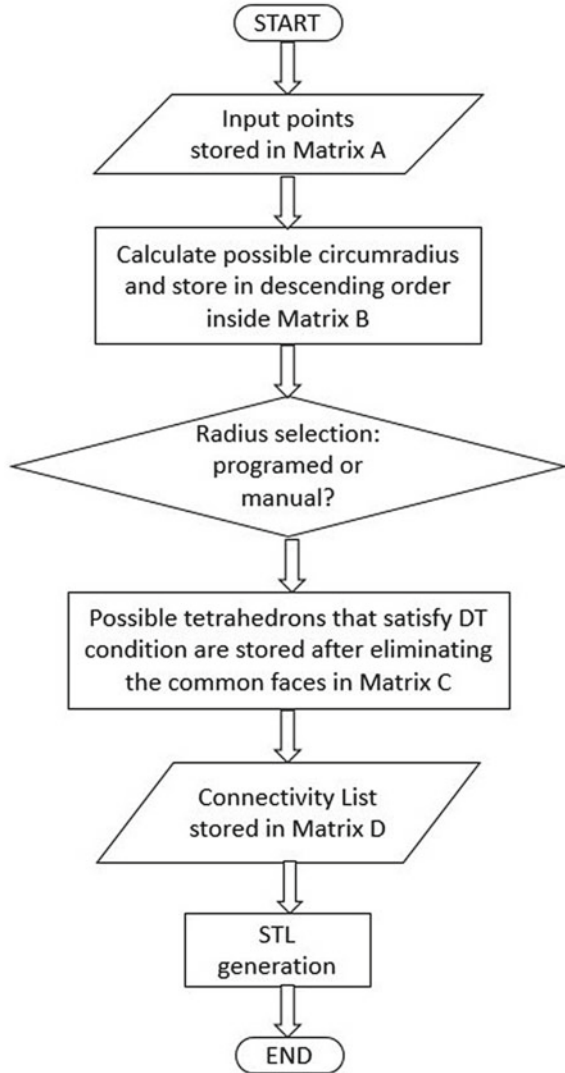 START
Input points
stored in Matrix A
Calculate possible circumradius
and store in descending order
inside Matrix B
Radius selection:
programed or
manual?
Possible tetrahedrons that satisfy DT
condition are stored after eliminating
the common faces in Matrix C
Connectivity List
stored in Matrix D
STL
generation
END